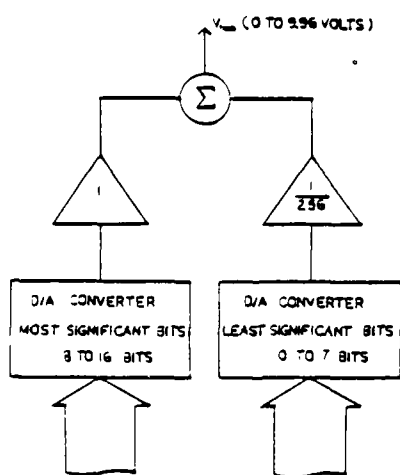 (0 TO 9.96 VOLTS)
Σ
1
1
256
D/A CONVERTER
MOST SIGNIFICANT BITS
8 TO 16 BITS
D/A CONVERTER
LEAST SIGNIFICANT BITS
0 TO 7 BITS